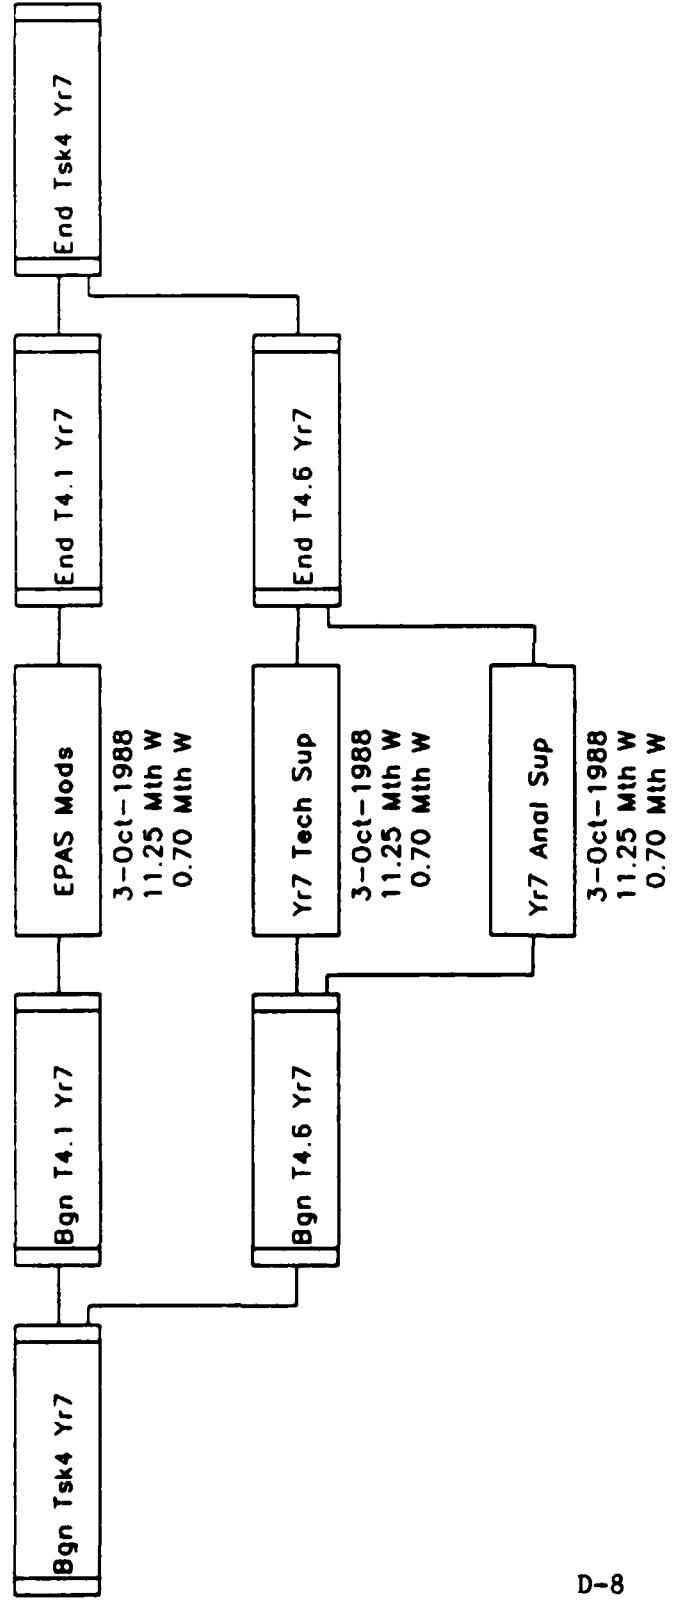 Bgn Tsk4 Yr7
Bgn T4.1 Yr7
EPAS Mods
3-Oct-1988
11.25 Mth W
0.70 Mth W
End T4.1 Yr7
End Tsk4 Yr7
Bgn T4.6 Yr7
Yr7 Tech Sup
3-Oct-1988
11.25 Mth W
0.70 Mth W
End T4.6 Yr7
Yr7 Anal Sup
3-Oct-1988
11.25 Mth W
0.70 Mth W
D-8